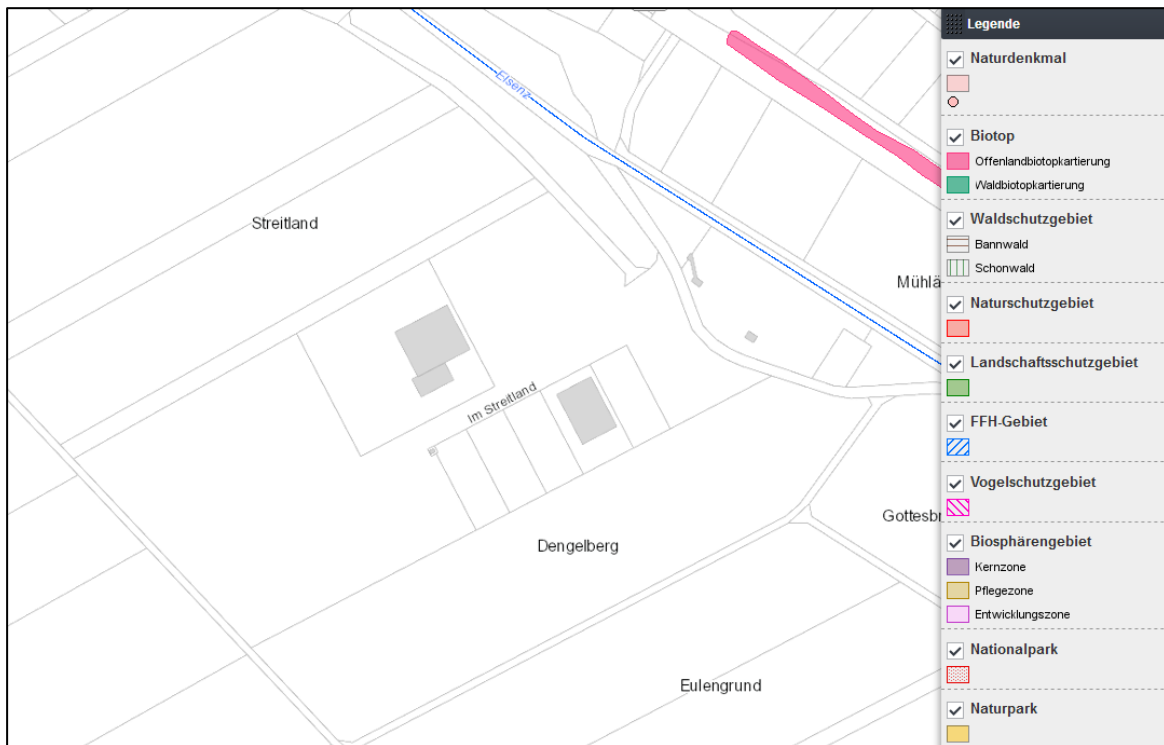 Elsenz
Streitland
Mühlä
Im Streitland
Dengelberg
Gottesbr
Eulengrund
Legende
Naturdenkmal
Biotop
Offenlandbiotopkartierung
Waldbiotopkartierung
Waldschutzgebiet
Bannwald
Schonwald
Naturschutzgebiet
Landschaftsschutzgebiet
FFH-Gebiet
Vogelschutzgebiet
Biosphärengebiet
Kernzone
Pflegezone
Entwicklungszone
Nationalpark
Naturpark